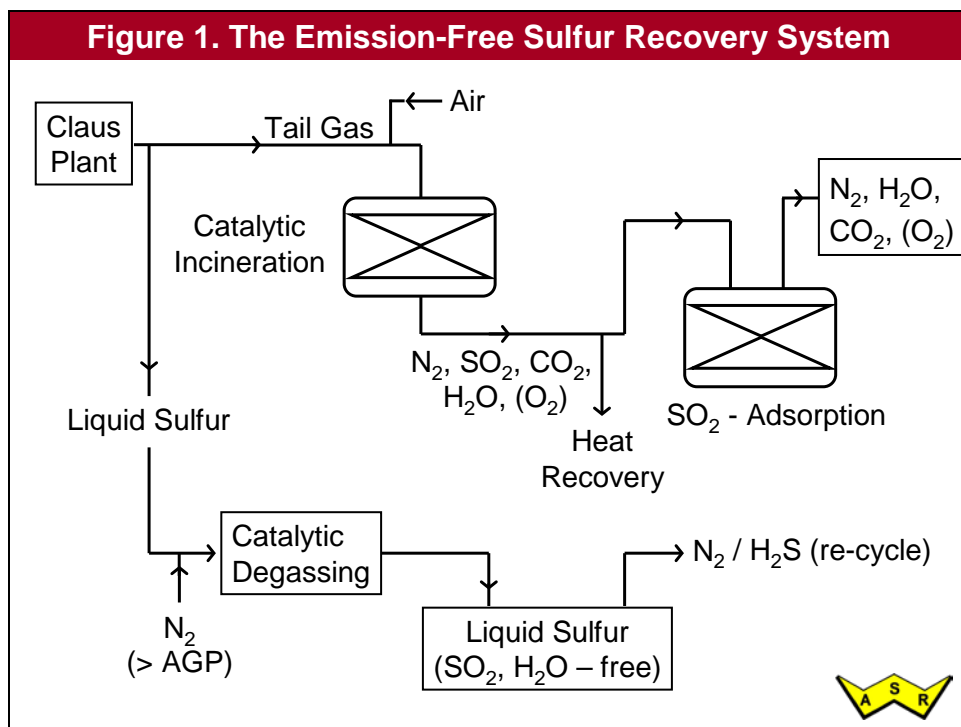 Figure 1. The Emission-Free Sulfur Recovery System
Air
Claus
Plant
Tail Gas
Catalytic
Incineration
N₂, H₂O,
CO₂, (O₂)
N₂, SO₂, CO₂,
H₂O, (O₂)
SO₂ - Adsorption
Liquid Sulfur
Heat
Recovery
Catalytic
Degassing
N₂ / H₂S (re-cycle)
N₂
(> AGP)
Liquid Sulfur
(SO₂, H₂O – free)
A S R